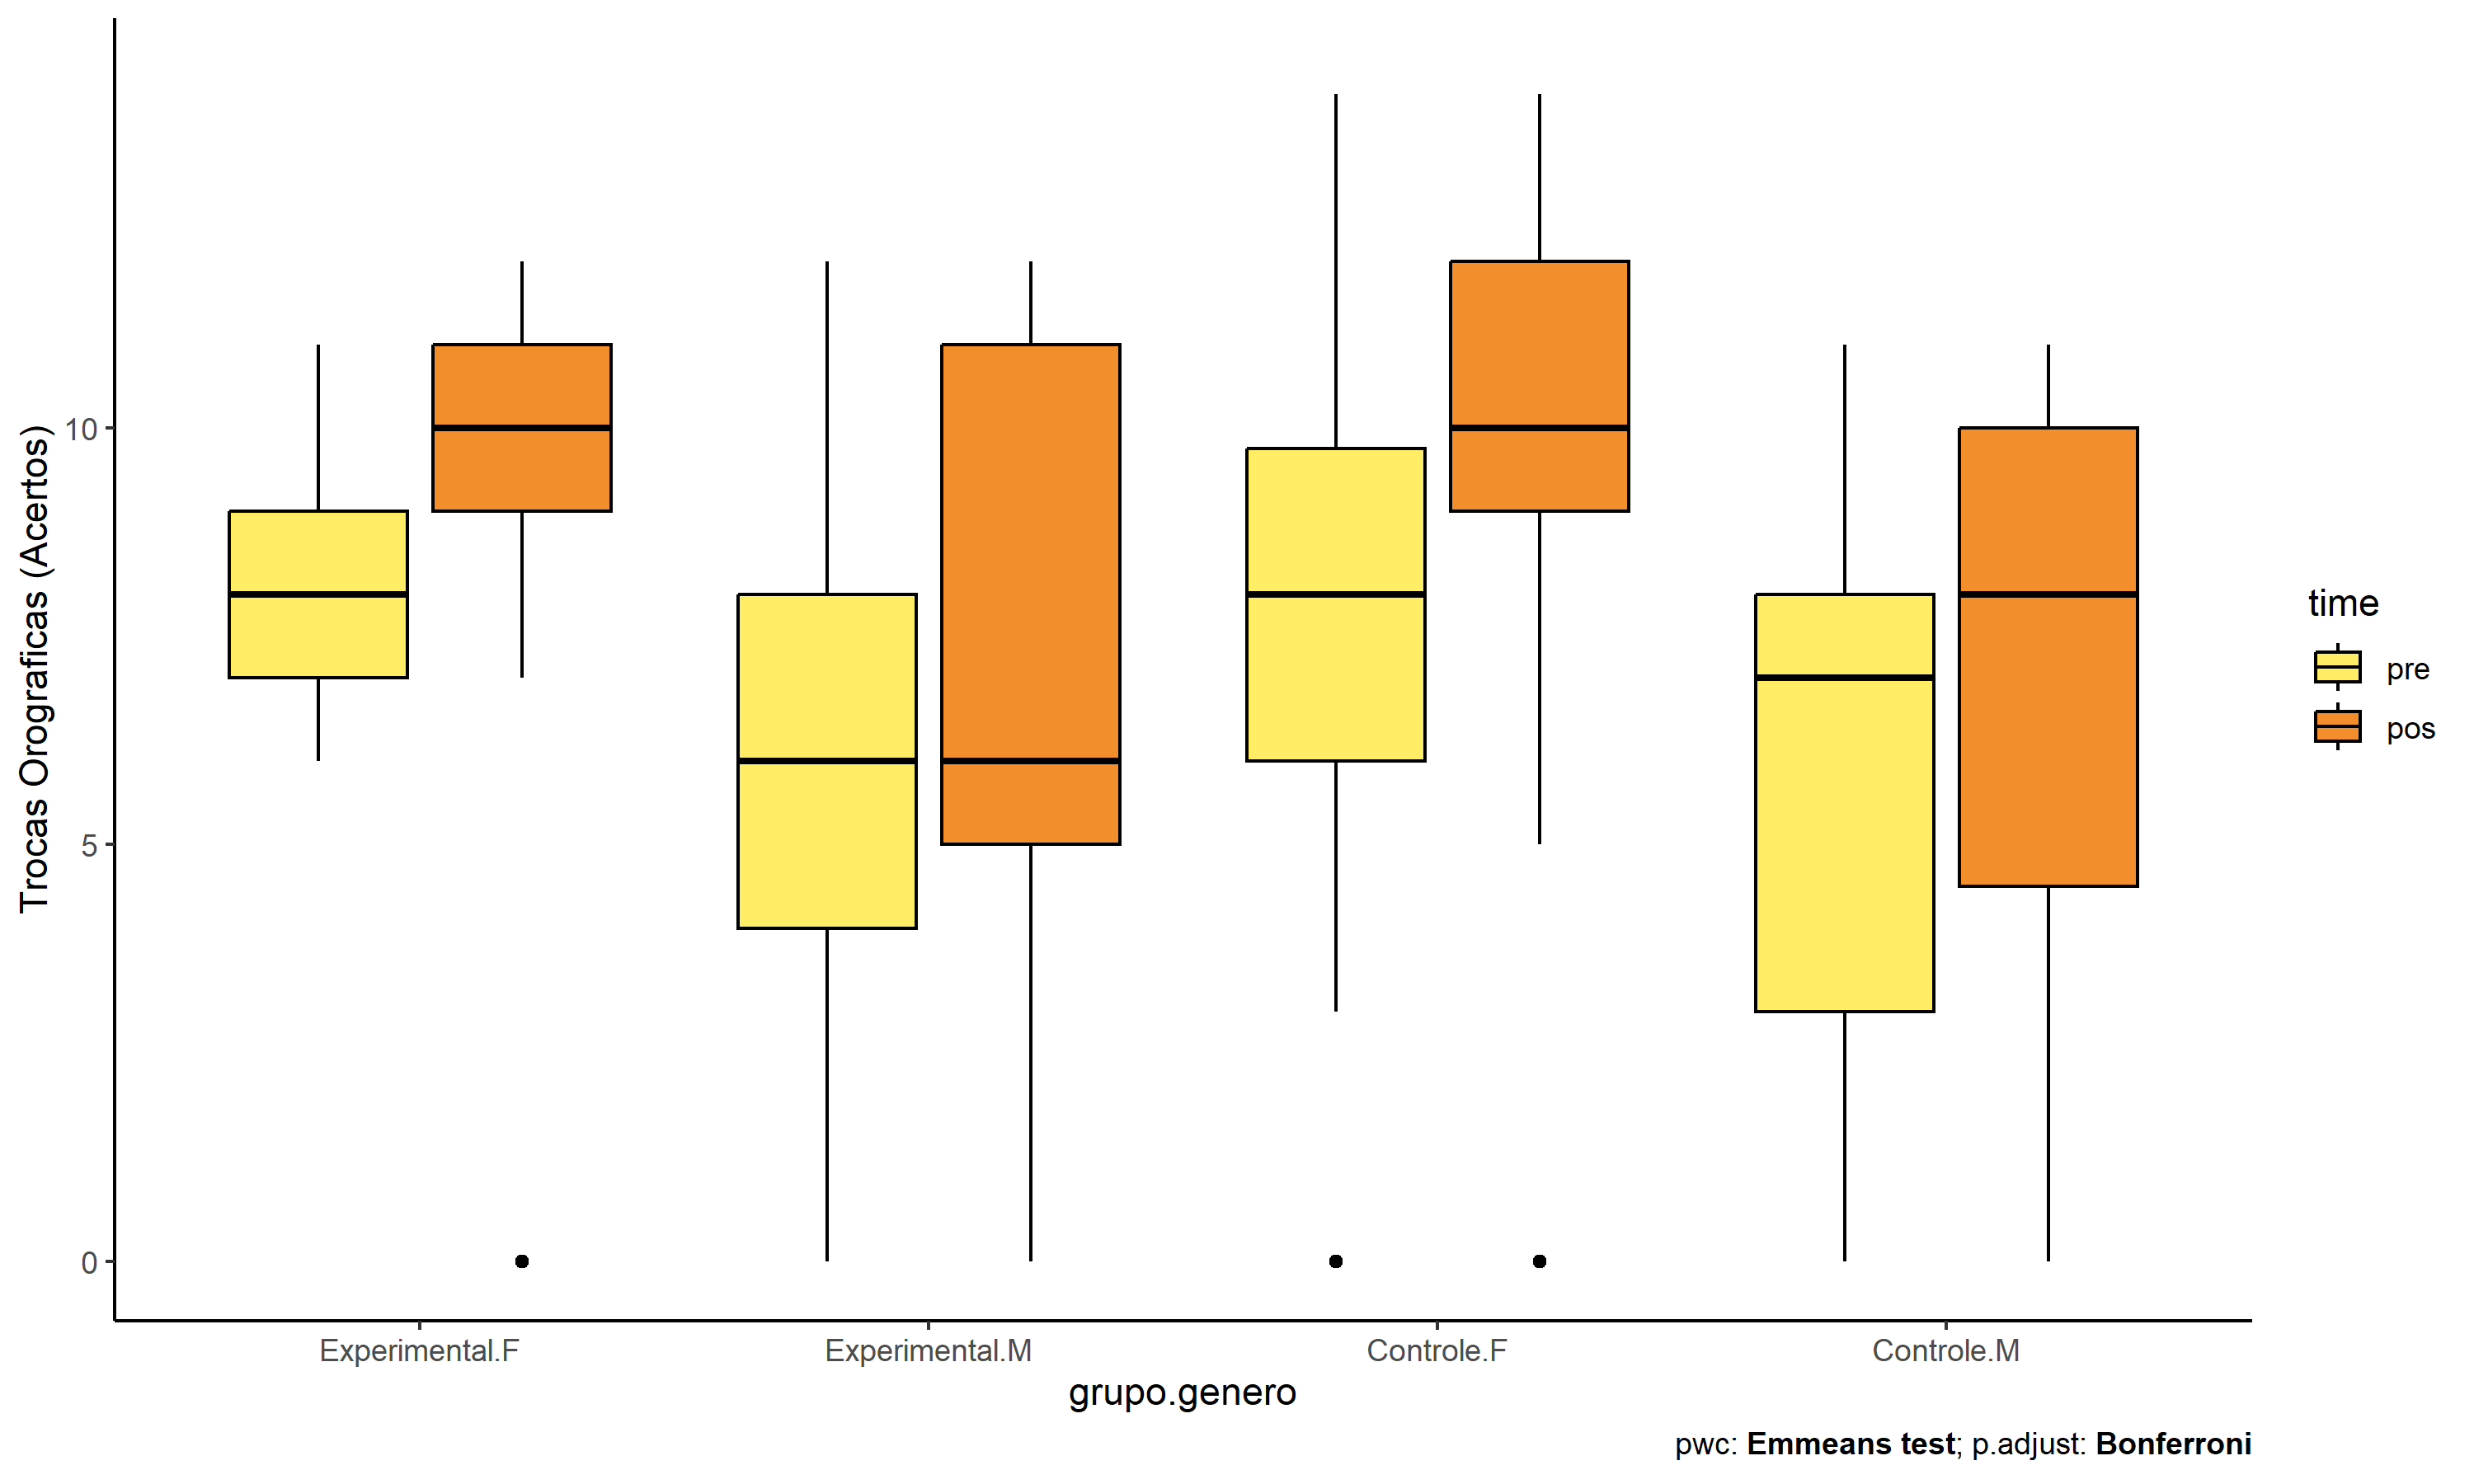 Trocas Orograficas (Acertos)
10
5
0
Experimental.F
Experimental.M
Controle.F
Controle.M
grupo.genero
time
pre
pos
pwc: Emmeans test; p.adjust: Bonferroni